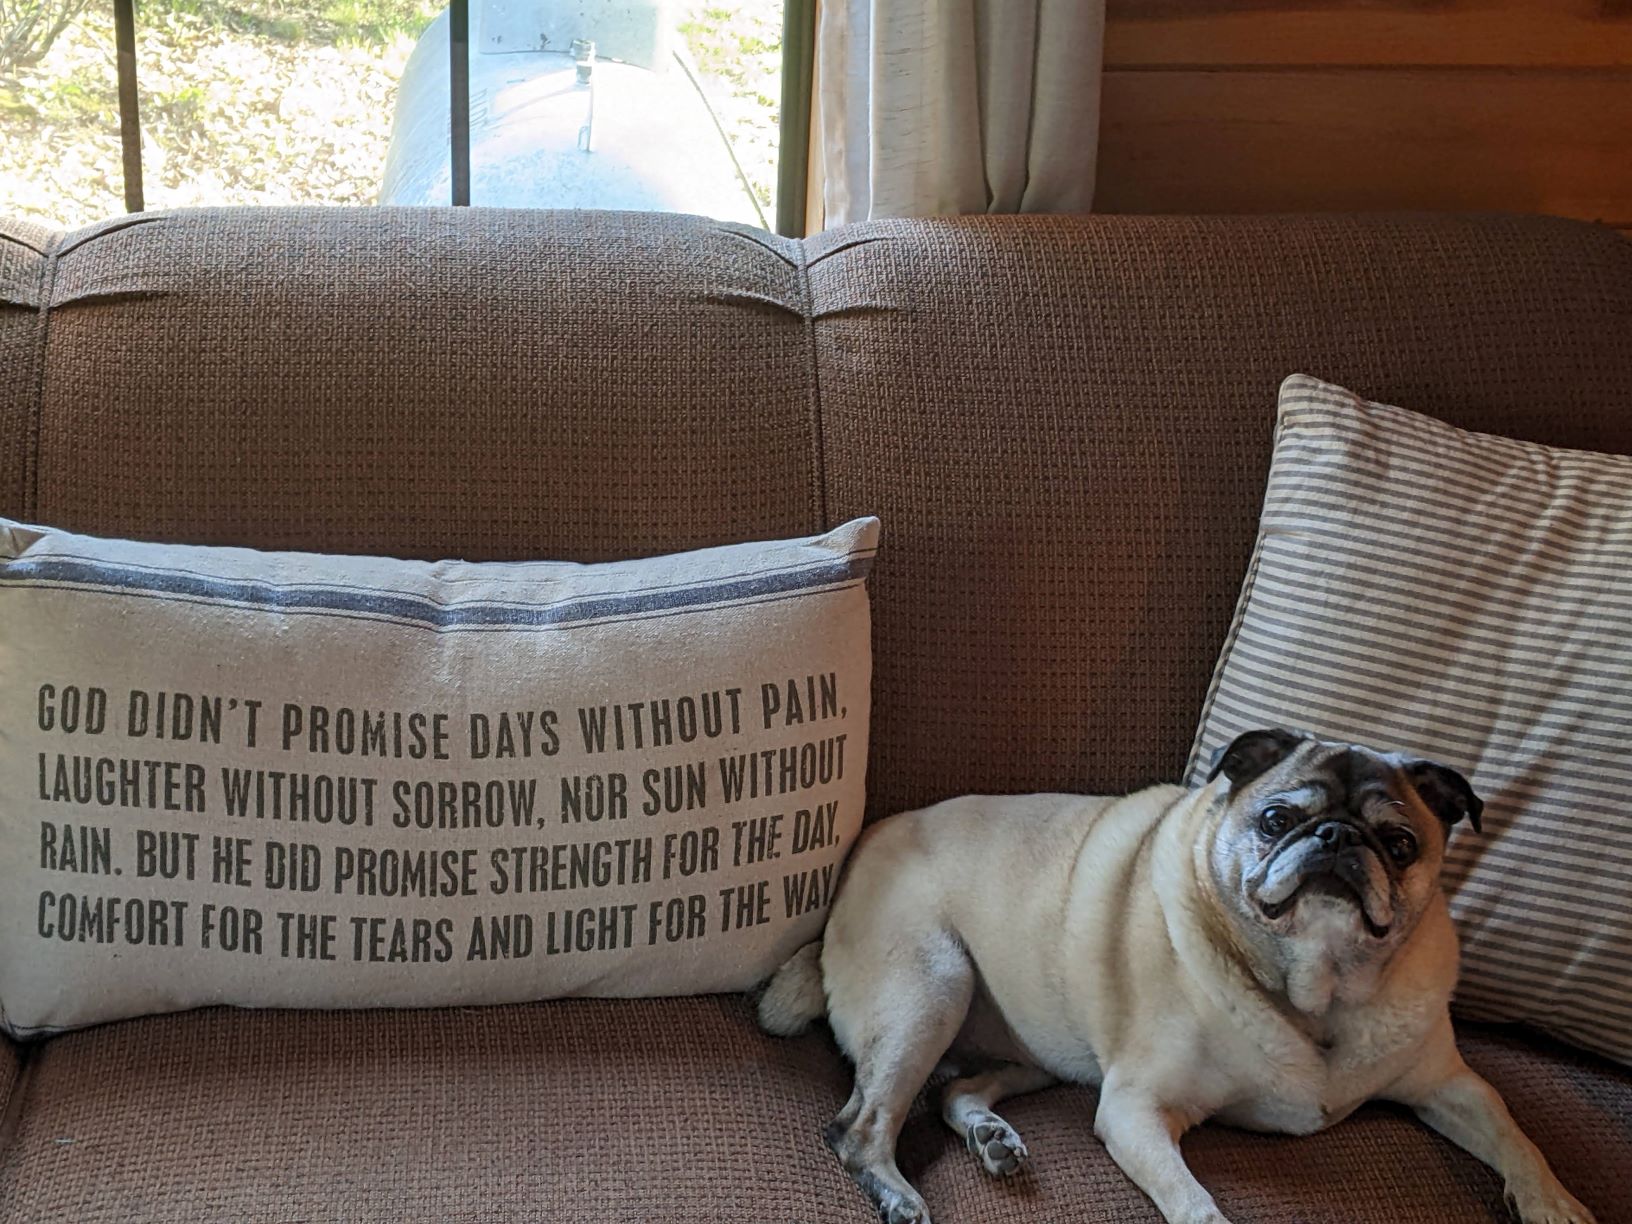 GOD DIDN'T PROMISE DAYS WITHOUT PAIN,
LAUGHTER WITHOUT SORROW, NOR SUN WITHOUT
RAIN. BUT HE DID PROMISE STRENGTH FOR THE DAY,
COMFORT FOR THE TEARS AND LIGHT FOR THE WAY.